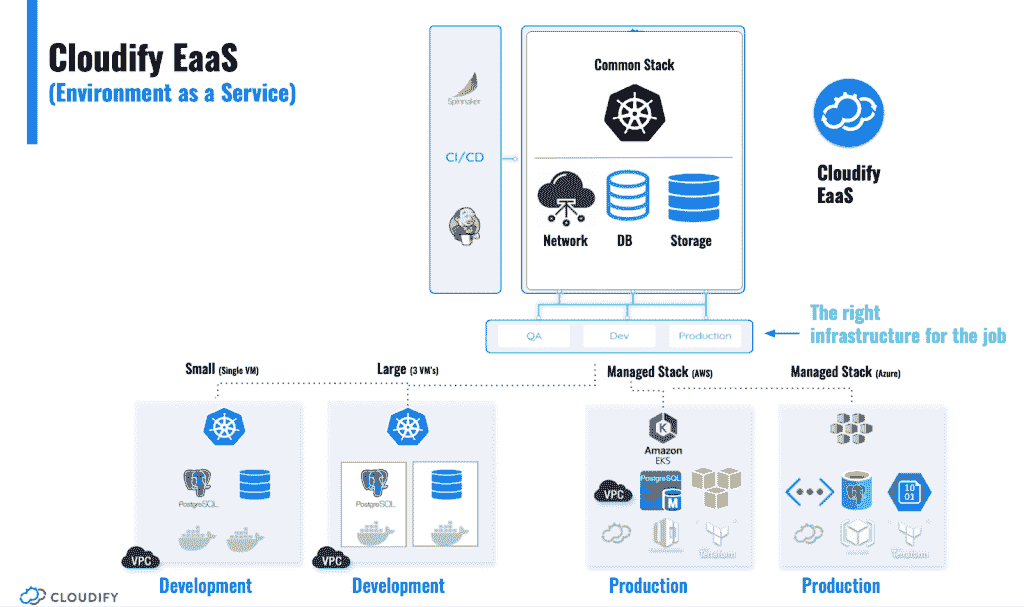 Cloudify EaaS
(Environment as a Service)
Spinnaker
CI/CD
Common Stack
Network
DB
Storage
Cloudify
EaaS
QA
Dev
Production
The right
infrastructure for the job
Small (Single VM)
Large (3 VM's)
Managed Stack (AWS)
Managed Stack (Azure)
PostgreSQL
VPC
Development
PostgreSQL
VPC
Development
Amazon
EKS
VPC
PostgreSQL
M
Terraform
Production
10
01
Terraform
Production
CLOUDIFY